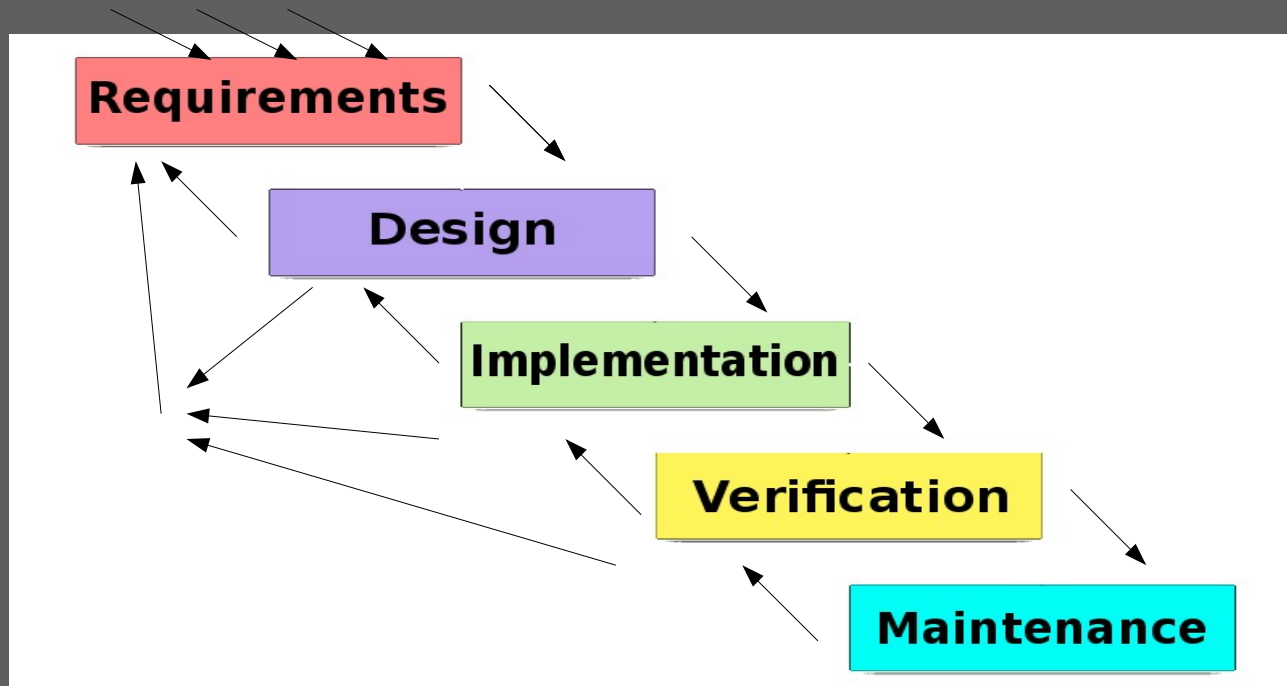 Requirements
Design
Implementation
Verification
Maintenance